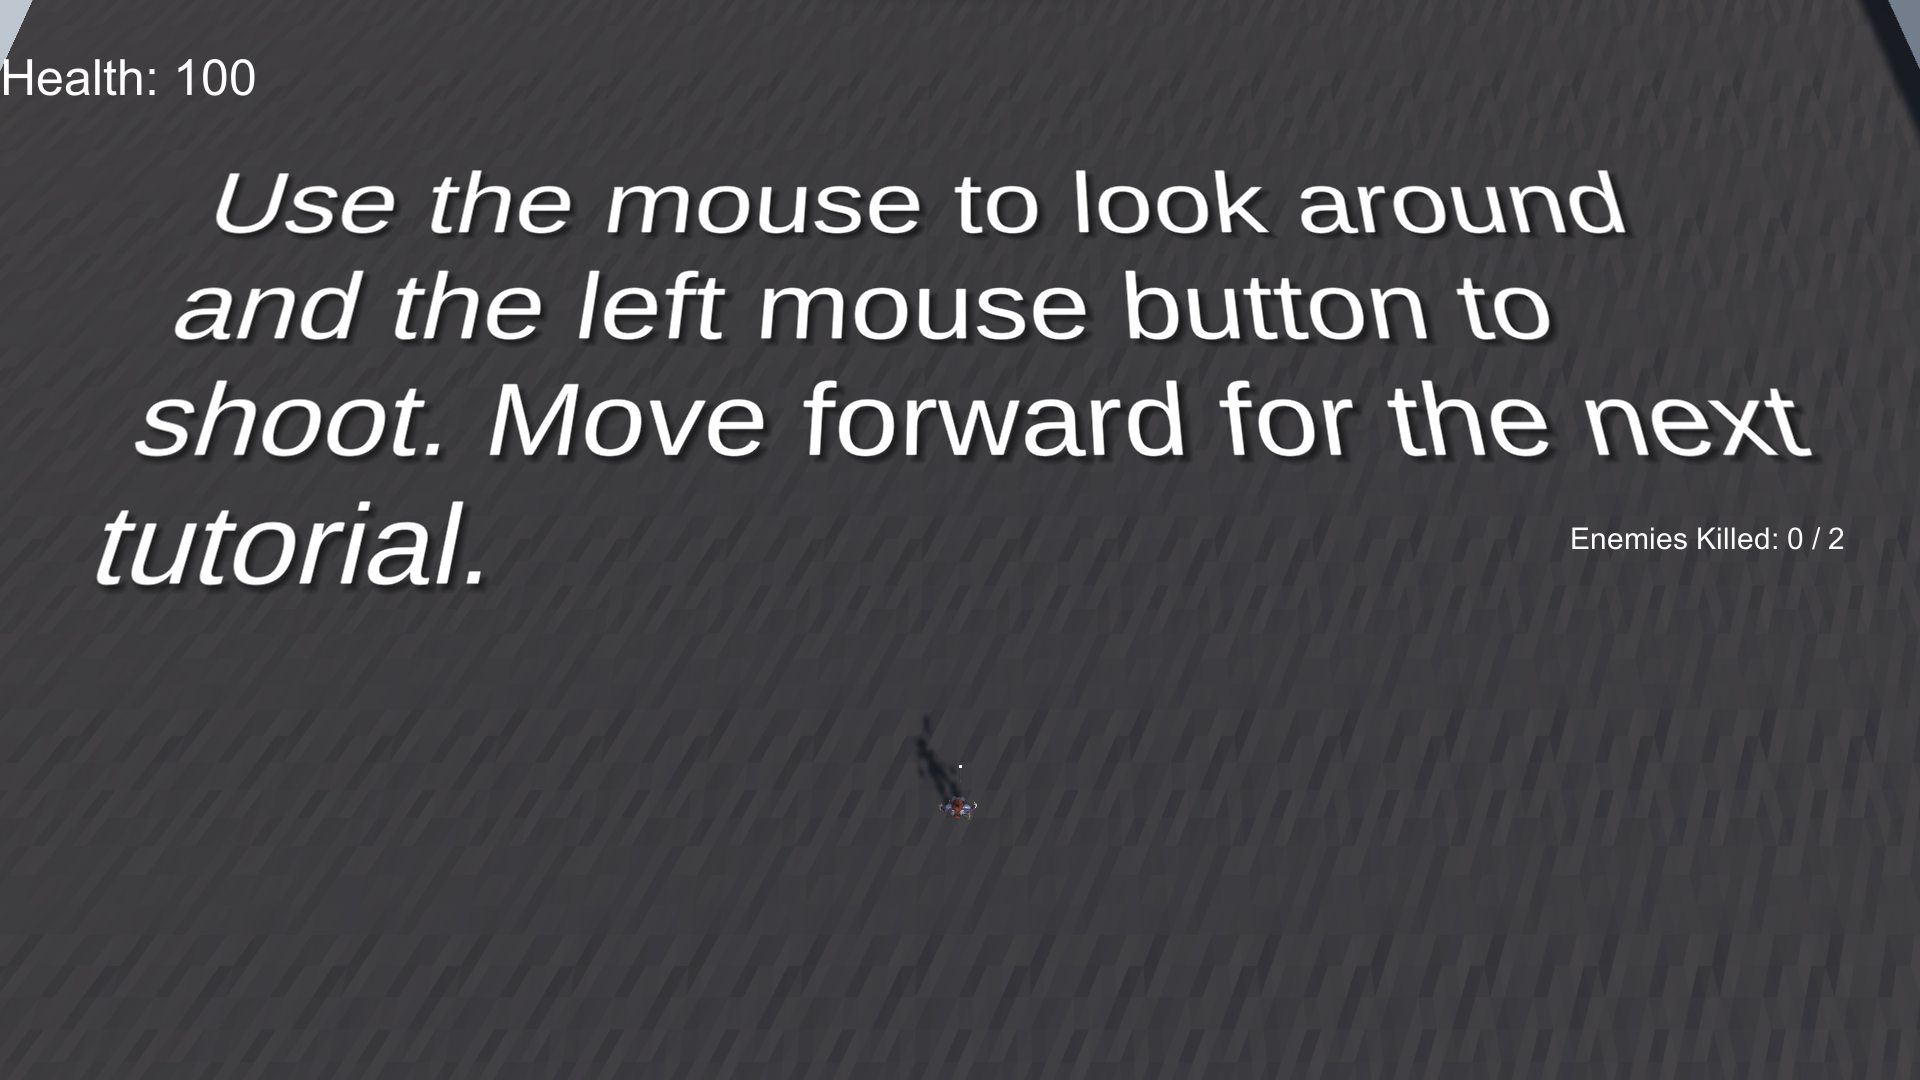 Health: 100
Use the mouse to look around
and the left mouse button to
shoot. Move forward for the next
tutorial.
Enemies Killed: 0 / 2